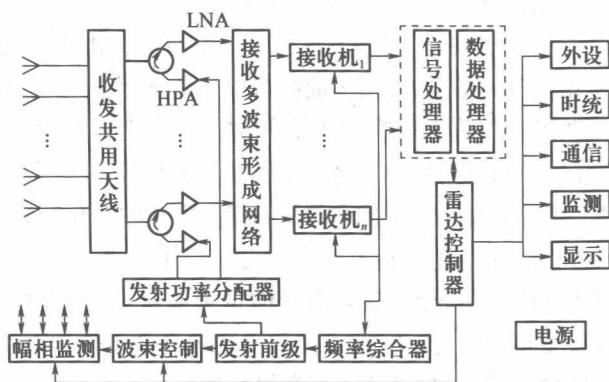 LNA
HPA
收发共用天线
接收多波束形成网络
接收机1
接收机n
信号处理器
数据处理器
外设
时统
通信
监测
显示
雷达控制器
电源
发射功率分配器
幅相监测
波束控制
发射前级
频率综合器